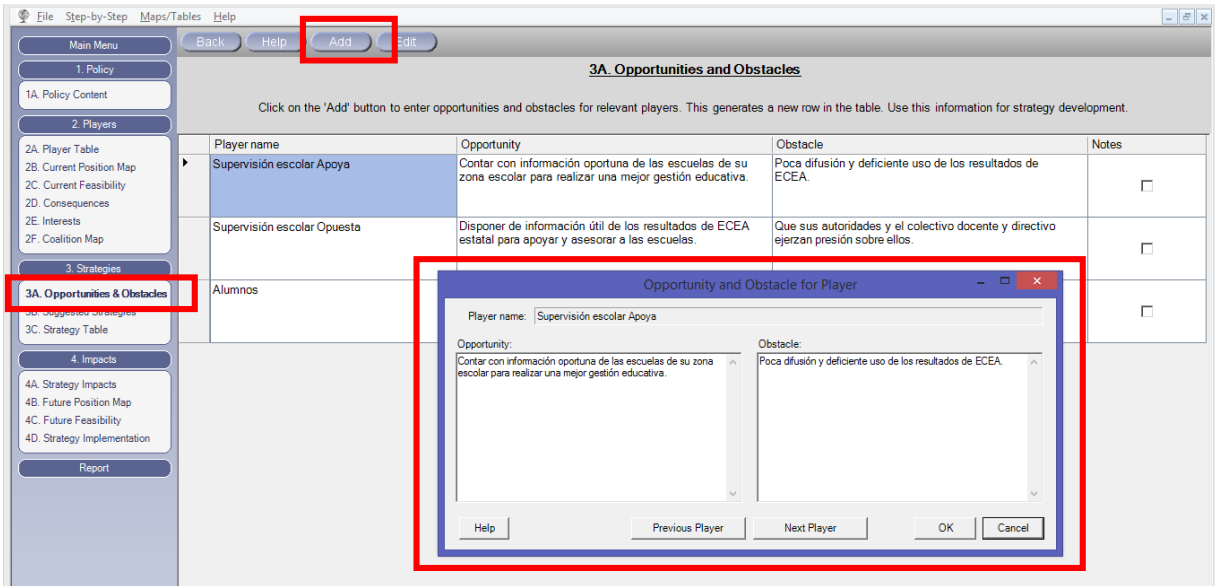 File Step-by-Step Maps/Tables Help
Main Menu
1. Policy
1A. Policy Content
2. Players
2A. Player Table
2B. Current Position Map
2C. Current Feasibility
2D. Consequences
2E. Interests
2F. Coalition Map
3. Strategies
3A. Opportunities & Obstacles
3B. Suggested Strategies
3C. Strategy Table
4. Impacts
4A. Strategy Impacts
4B. Future Position Map
4C. Future Feasibility
4D. Strategy Implementation
Report
Back Help Add Edit
3A. Opportunities and Obstacles
Click on the 'Add' button to enter opportunities and obstacles for relevant players. This generates a new row in the table. Use this information for strategy development.
Player name Opportunity Obstacle Notes
Supervisión escolar Apoya
Contar con información oportuna de las escuelas de su
zona escolar para realizar una mejor gestión educativa.
Poca difusión y deficiente uso de los resultados de
ECEA.
Supervisión escolar Opuesta
Disponer de información útil de los resultados de ECEA
estatal para apoyar y asesorar a las escuelas.
Que sus autoridades y el colectivo docente y directivo
ejerzan presión sobre ellos.
Alumnos
Opportunity and Obstacle for Player
Player name: Supervisión escolar Apoya
Opportunity:
Contar con información oportuna de las escuelas de su zona
escolar para realizar una mejor gestión educativa.
Obstacle:
Poca difusión y deficiente uso de los resultados de ECEA.
Help Previous Player Next Player OK Cancel